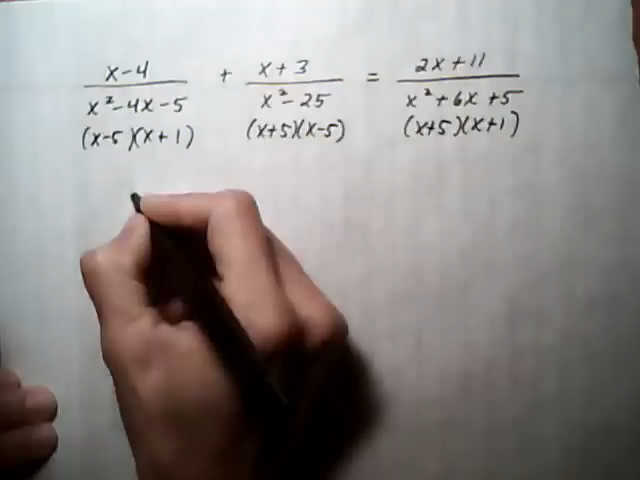 x-4 + x+3 = 2x+11
x²-4x-5 x²-25 x²+6x+5
(x-5)(x+1) (x+5)(x-5) (x+5)(x+1)